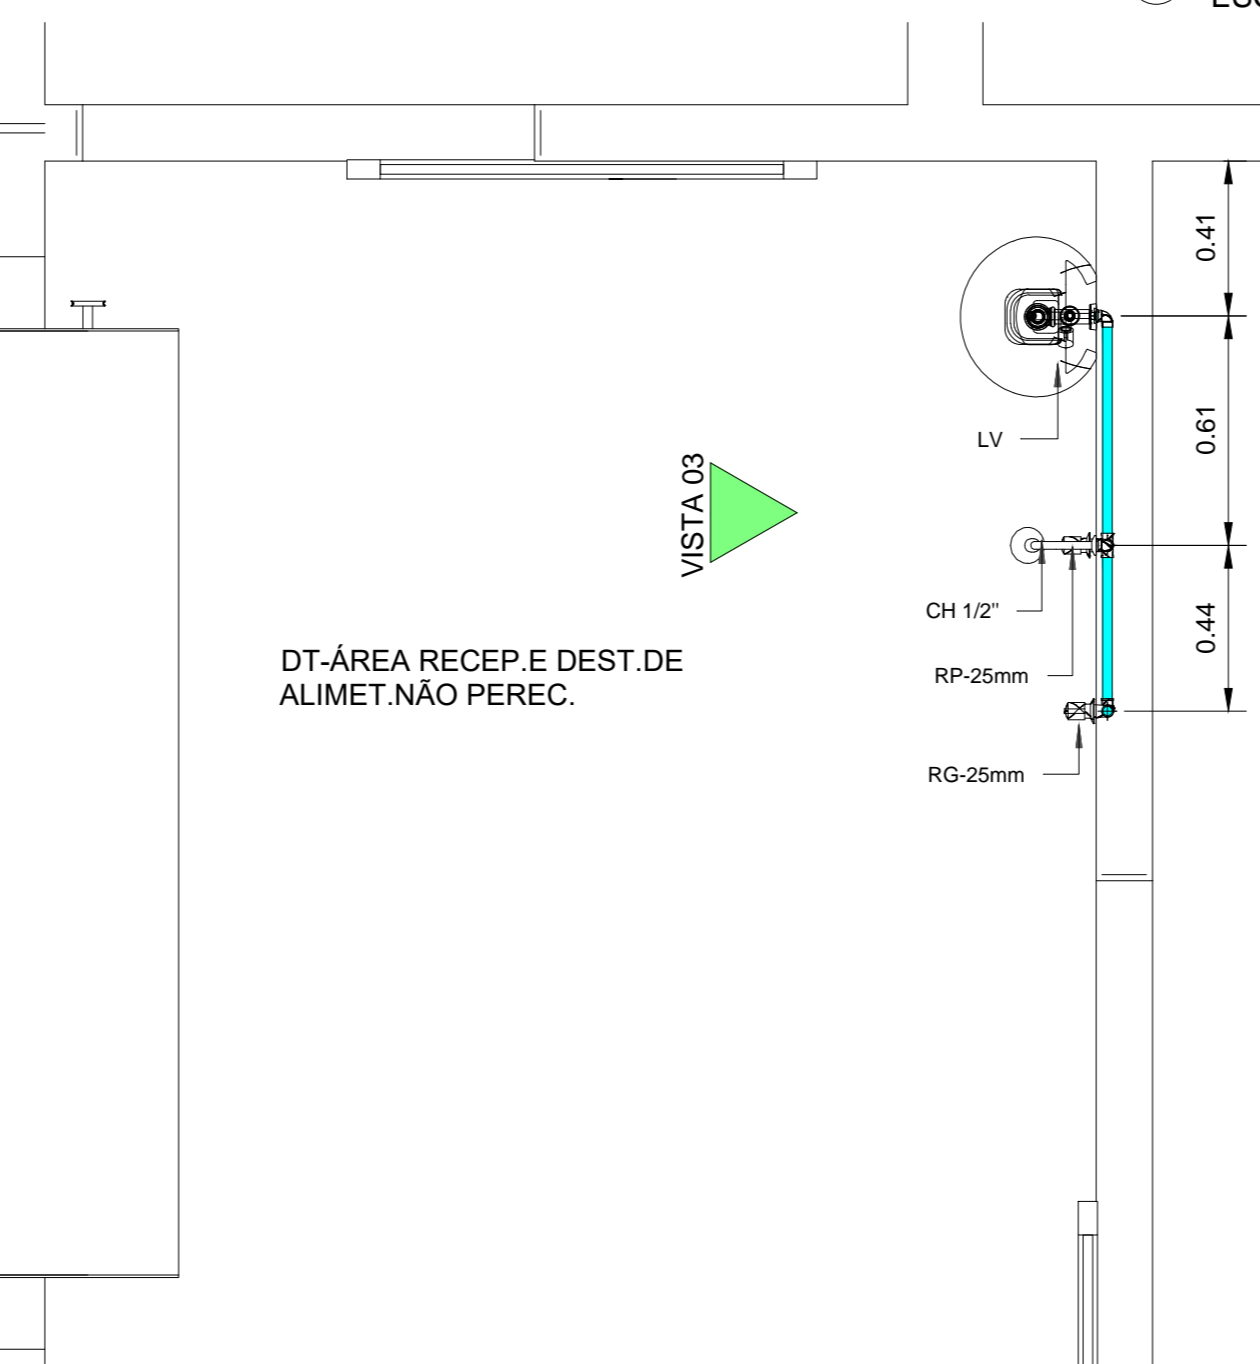 0.41
LV
0.61
VISTA 03
CH 1/2"
RP-25mm
0.44
DT-ÁREA RECEP.E DEST.DE
ALIMET.NÃO PEREC.
RG-25mm